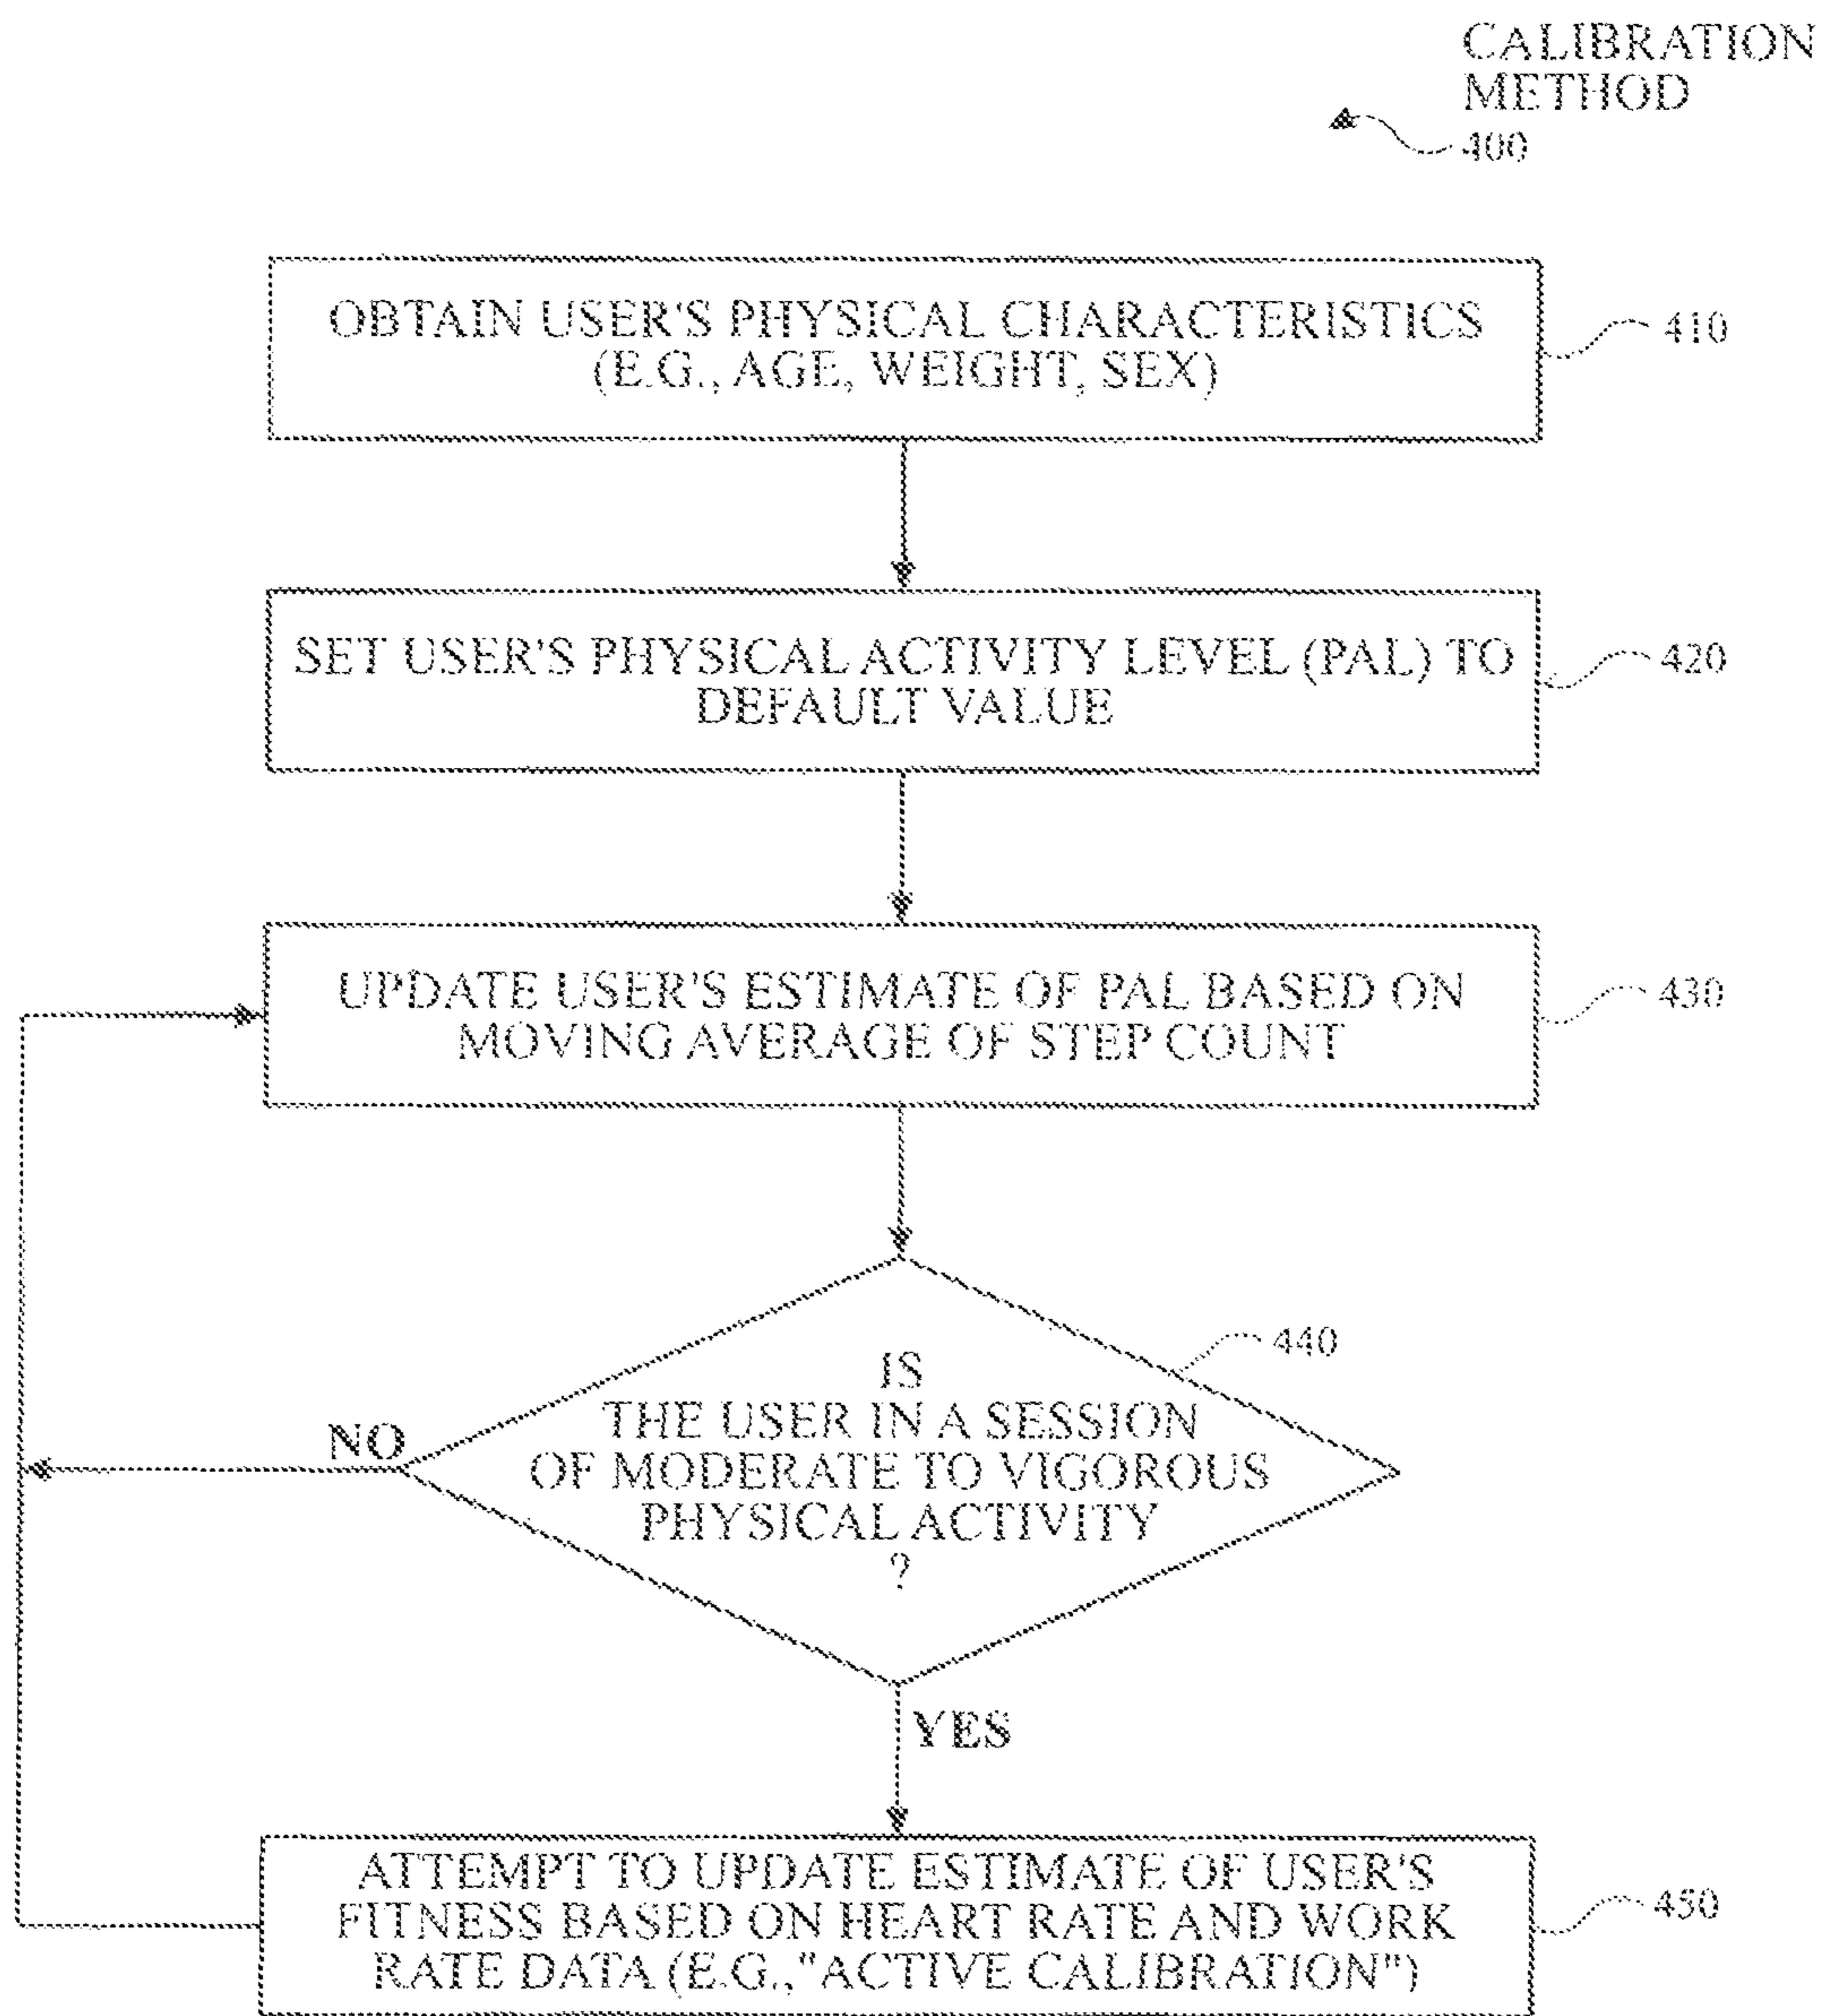 CALIBRATION
METHOD
400
OBTAIN USER'S PHYSICAL CHARACTERISTICS
(E.G., AGE, WEIGHT, SEX)
410
SET USER'S PHYSICAL ACTIVITY LEVEL (PAL) TO
DEFAULT VALUE
420
UPDATE USER'S ESTIMATE OF PAL BASED ON
MOVING AVERAGE OF STEP COUNT
430
440
IS
THE USER IN A SESSION
OF MODERATE TO VIGOROUS
PHYSICAL ACTIVITY
?
NO
YES
ATTEMPT TO UPDATE ESTIMATE OF USER'S
FITNESS BASED ON HEART RATE AND WORK
RATE DATA (E.G., "ACTIVE CALIBRATION")
450